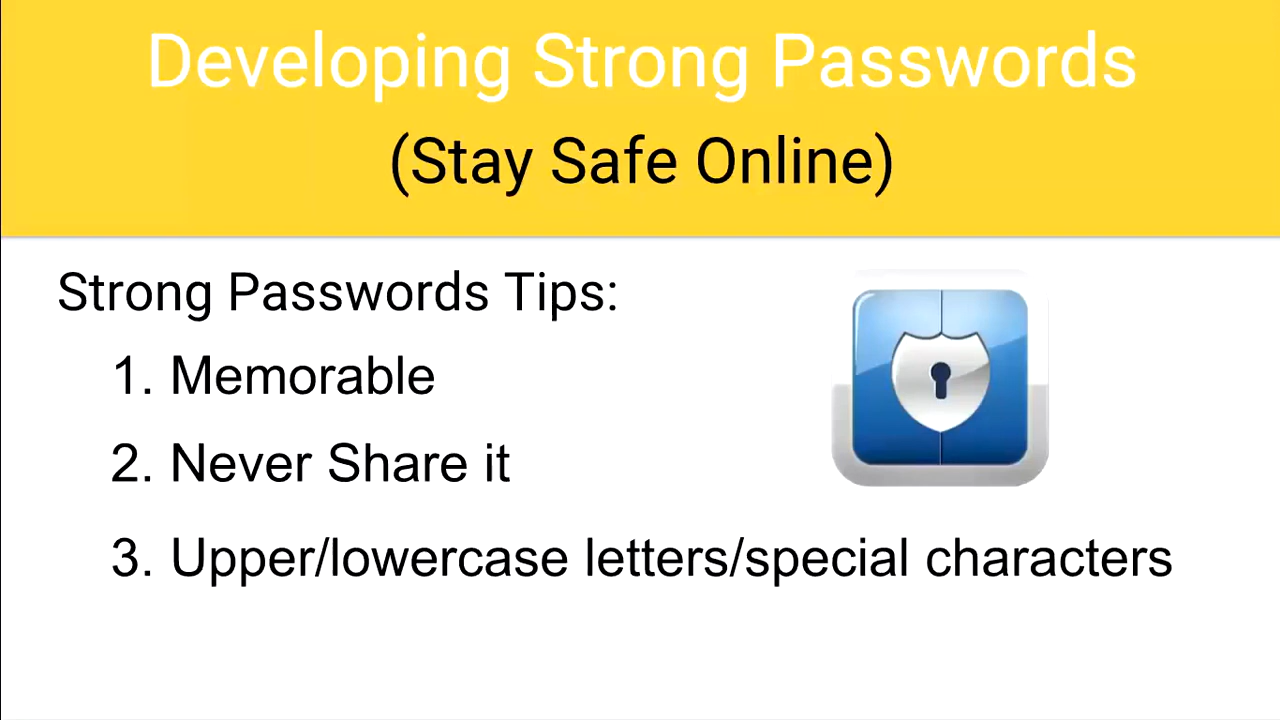 Developing Strong Passwords
(Stay Safe Online)
Strong Passwords Tips:
1. Memorable
2. Never Share it
3. Upper/lowercase letters/special characters